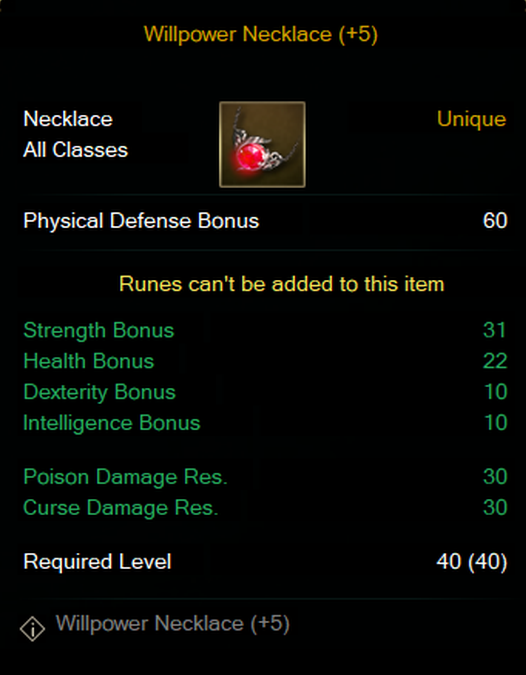 Willpower Necklace (+5)
Necklace
Unique
All Classes
Physical Defense Bonus 60
Runes can't be added to this item
Strength Bonus 31
Health Bonus 22
Dexterity Bonus 10
Intelligence Bonus 10
Poison Damage Res. 30
Curse Damage Res. 30
Required Level 40 (40)
Willpower Necklace (+5)